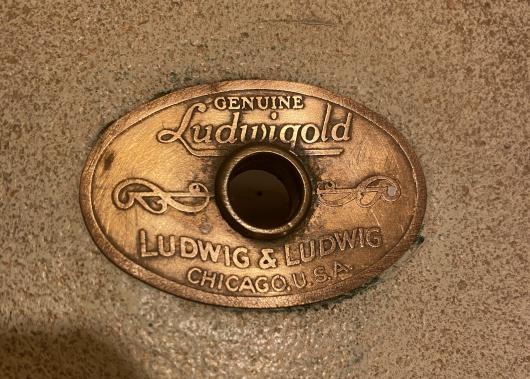 GENUINE
Ludwigold
LUDWIG & LUDWIG
CHICAGO, U.S.A.